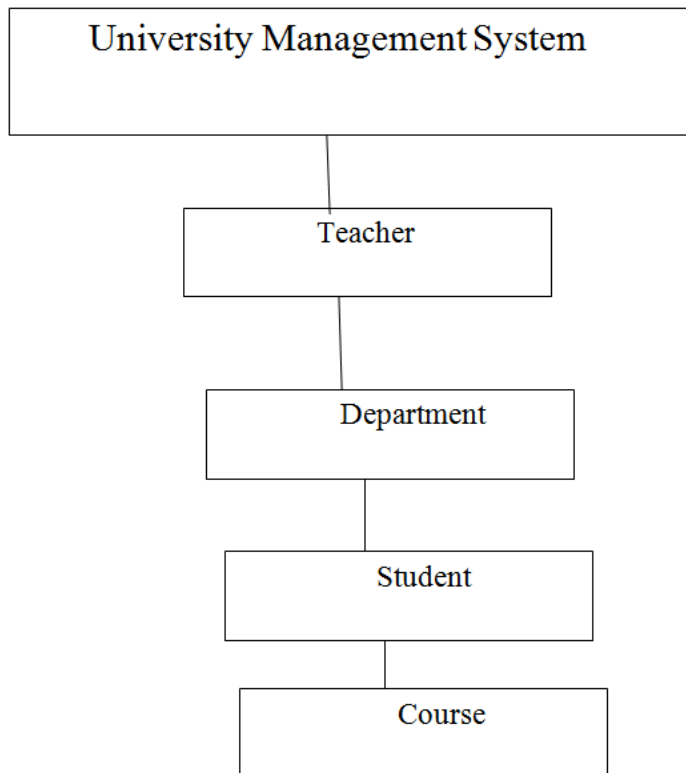 University Management System
Teacher
Department
Student
Course